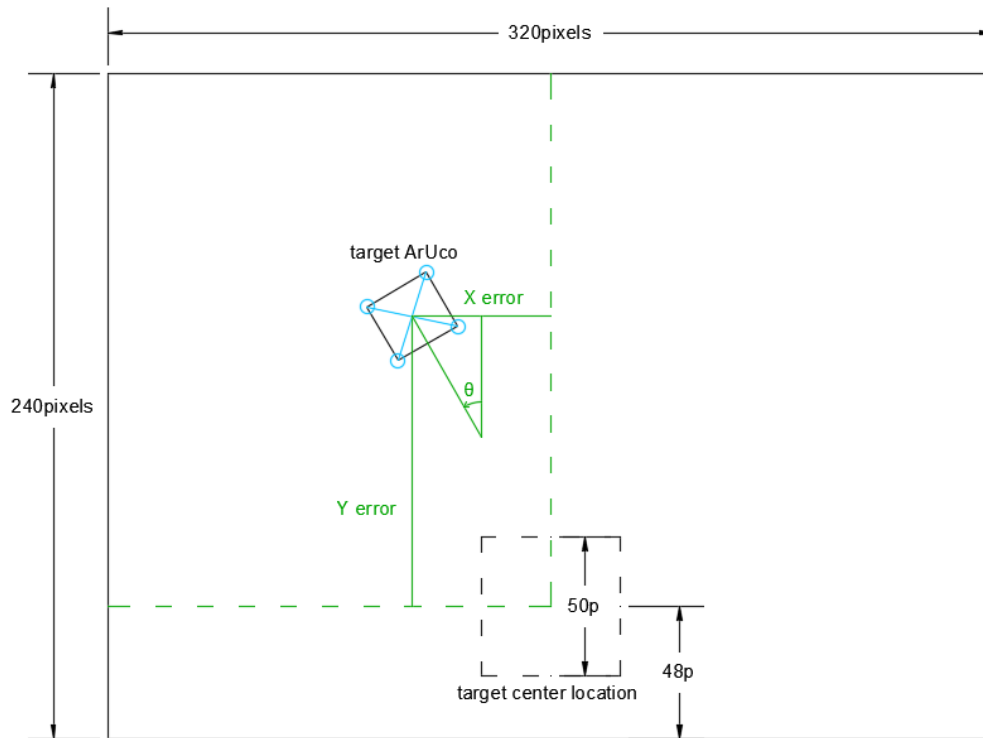 320pixels
target ArUco
X error
θ
240pixels
Y error
50p
48p
target center location